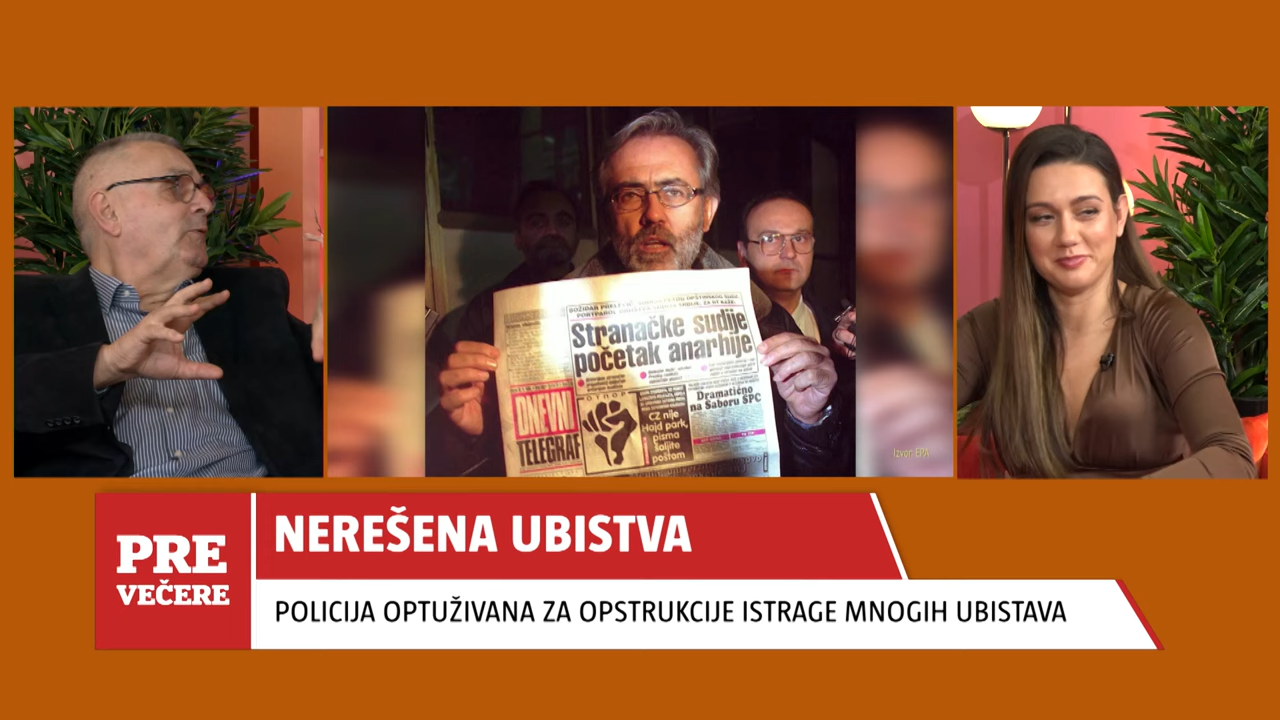 Stranačke sudije
početak anarhije
DNEVNI
TELEGRAF
OTPOR
CZ nije
Hajd park,
pisma
šaljite
poštom
Dramatično
na Saboru SPC
Izvor EPA
PRE
VEČERE
NEREŠENA UBISTVA
POLICIJA OPTUŽIVANA ZA OPSTRUKCIJE ISTRAGE MNOGIH UBISTAVA